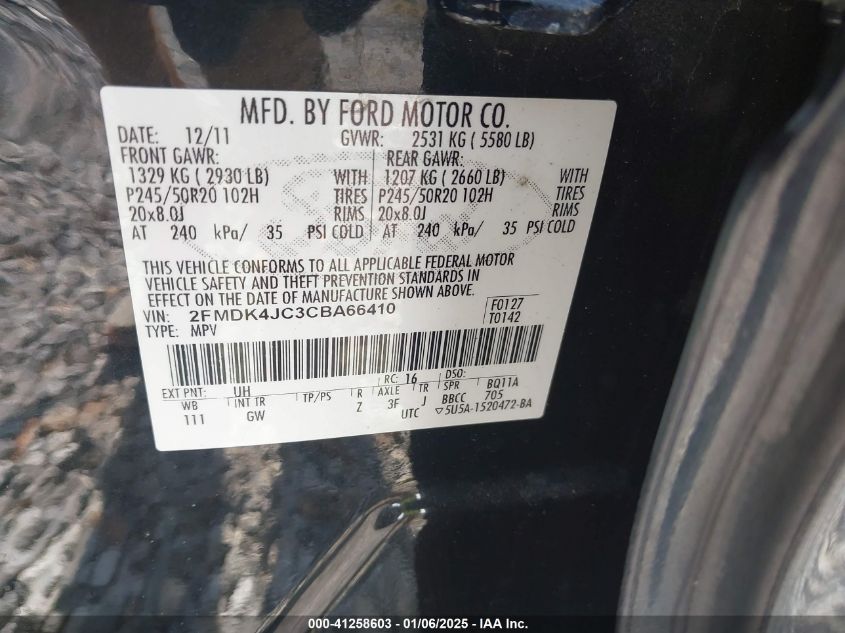 MFD. BY FORD MOTOR CO.
DATE: 12/11 GVWR: 2531 KG ( 5580 LB)
FRONT GAWR: REAR GAWR:
1329 KG ( 2930 LB) WITH 1207 KG ( 2660 LB) WITH
P245/50R20 102H TIRES P245/50R20 102H TIRES
20x8.0J RIMS 20x8.0J RIMS
AT 240 kPa/ 35 PSI COLD AT 240 kPa/ 35 PSI COLD
THIS VEHICLE CONFORMS TO ALL APPLICABLE FEDERAL MOTOR
VEHICLE SAFETY AND THEFT PREVENTION STANDARDS IN
EFFECT ON THE DATE OF MANUFACTURE SHOWN ABOVE.
VIN: 2FMDK4JC3CBA66410 F0127
TYPE: MPV T0142
EXT PNT: UH RC: 16 DSO:
WB INT TR TP/PS R AXLE TR SPR BQ11A
111 GW Z 3F J BBCC 705
UTC ▽5U5A-1520472-BA
000-41258603 - 01/06/2025 - IAA Inc.